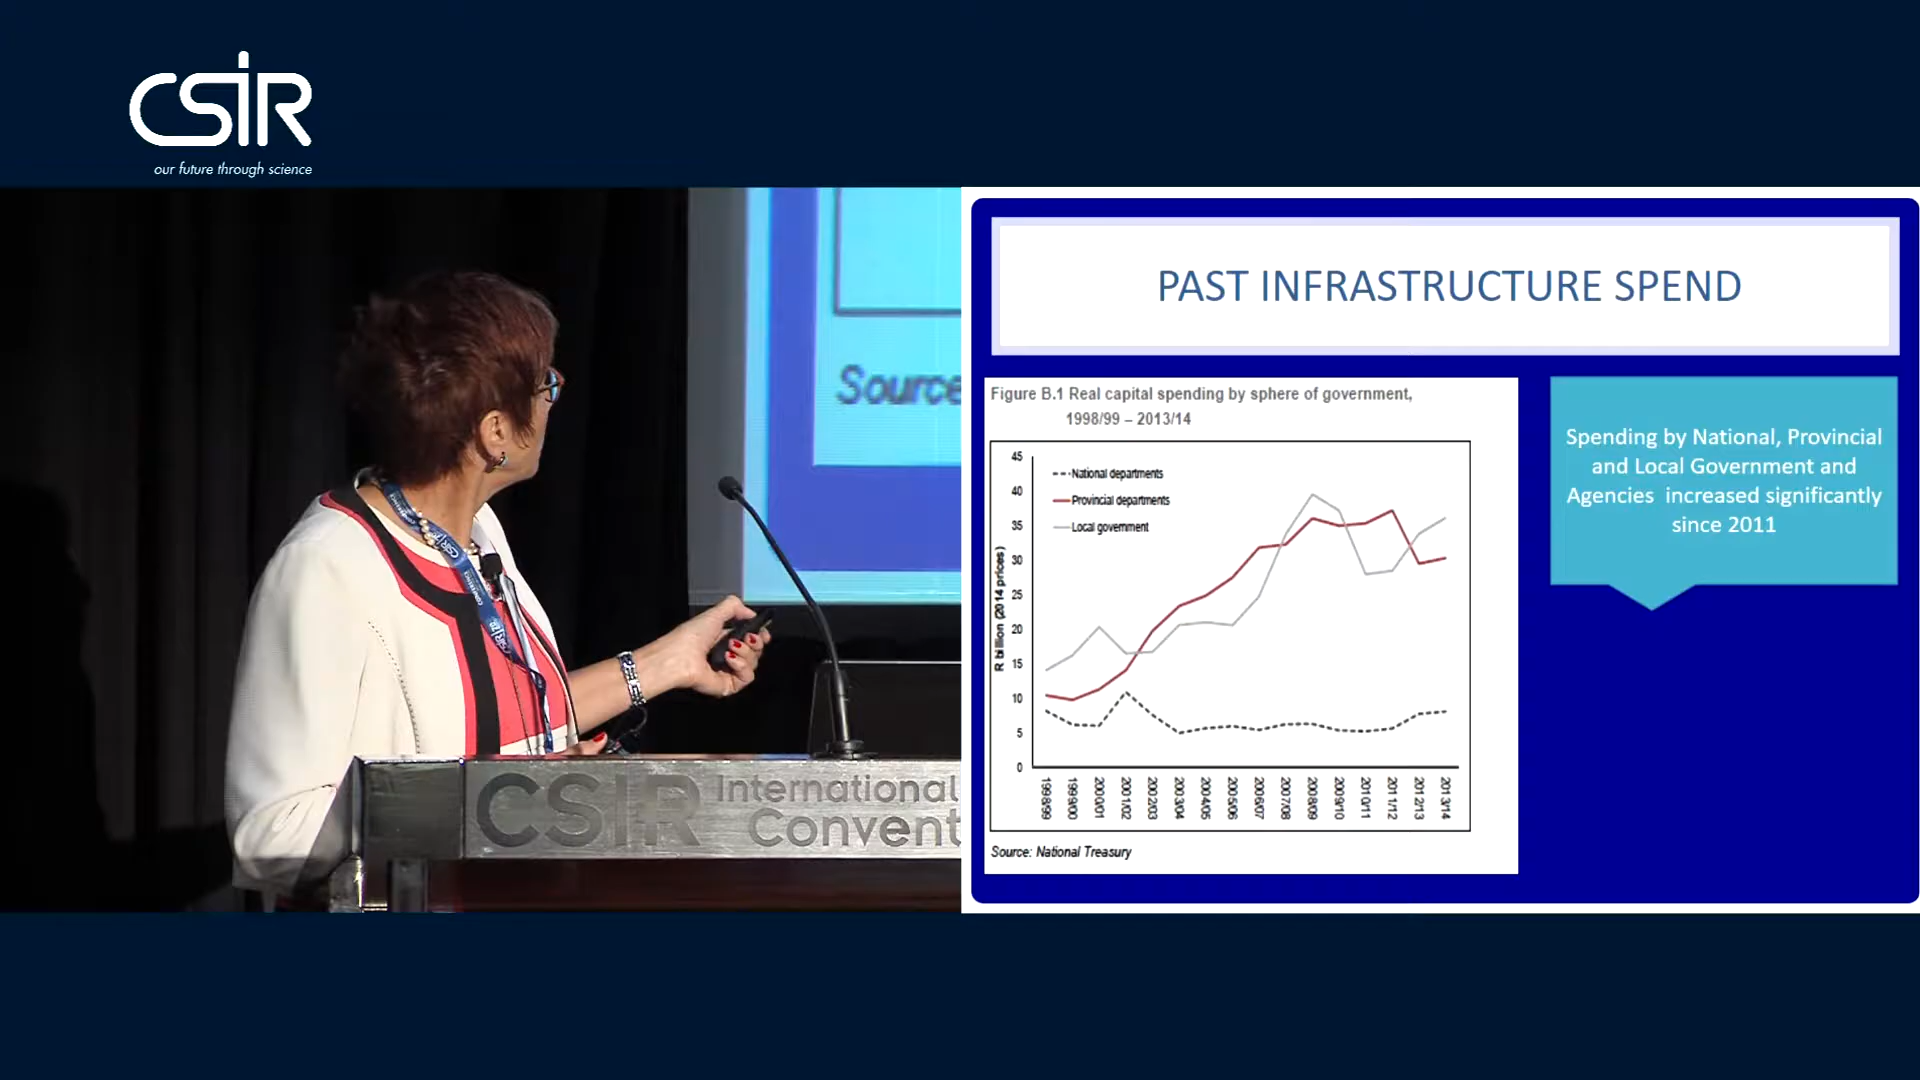 CSIR
our future through science
Source
CSIR International
Convent
PAST INFRASTRUCTURE SPEND
Figure B.1 Real capital spending by sphere of government,
1998/99 – 2013/14
R billion (2014 prices)
45
40
35
30
25
20
15
10
5
0
National departments
Provincial departments
Local government
1998/99
1999/00
2000/01
2001/02
2002/03
2003/04
2004/05
2005/06
2006/07
2007/08
2008/09
2009/10
2010/11
2011/12
2012/13
2013/14
Source: National Treasury
Spending by National, Provincial
and Local Government and
Agencies increased significantly
since 2011